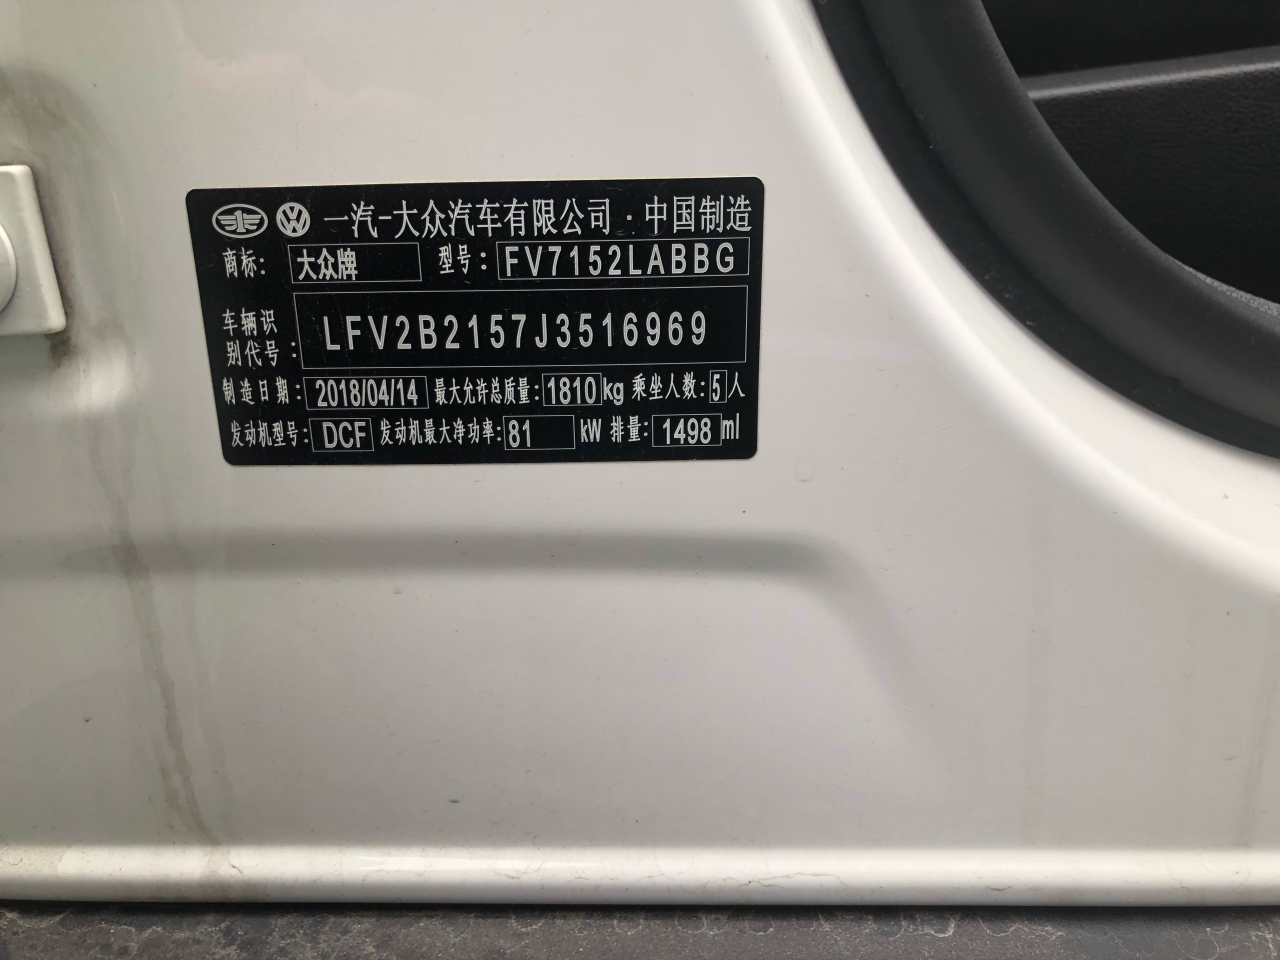 一汽-大众汽车有限公司·中国制造
商标: 大众牌 型号: FV7152LABBG
车辆识别代号: LFV2B2157J3516969
制造日期: 2018/04/14 最大允许总质量: 1810 kg 乘坐人数: 5 人
发动机型号: DCF 发动机最大净功率: 81 kW 排量: 1498 ml